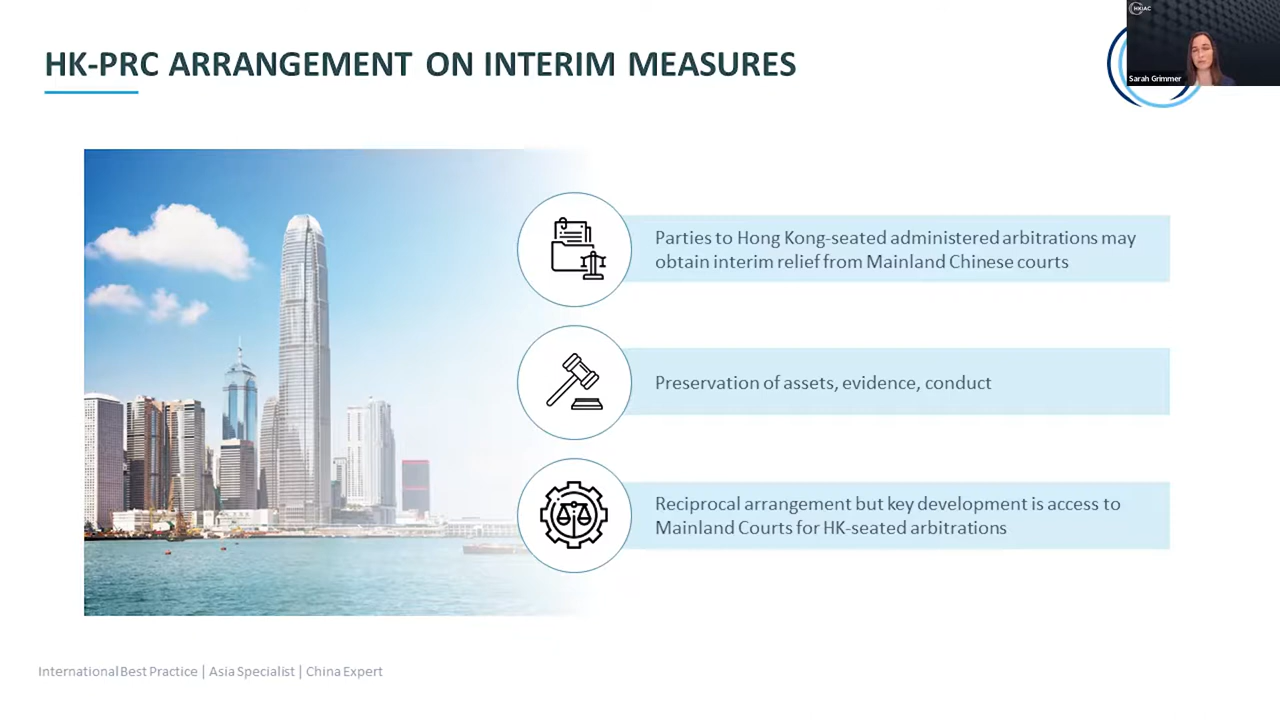 HK-PRC ARRANGEMENT ON INTERIM MEASURES
HKIAC
Sarah Grimmer
Parties to Hong Kong-seated administered arbitrations may
obtain interim relief from Mainland Chinese courts
Preservation of assets, evidence, conduct
Reciprocal arrangement but key development is access to
Mainland Courts for HK-seated arbitrations
International Best Practice | Asia Specialist | China Expert